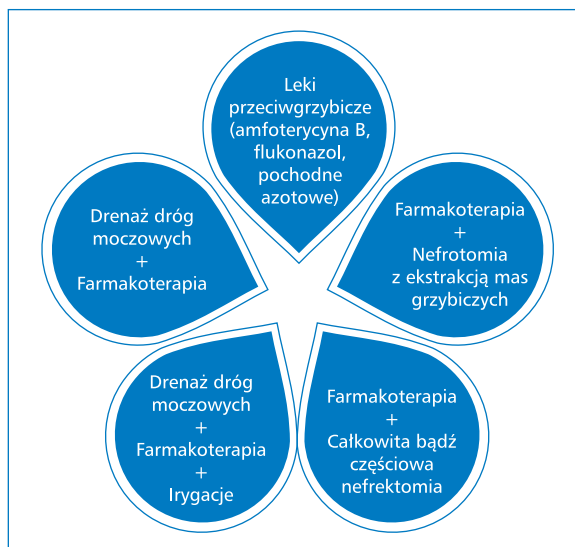 Leki
przeciwgrzybicze
(amfoterycyna B,
flukonazol,
pochodne
azotowe)
Farmakoterapia
+
Nefrotomia
z ekstrakcją mas
grzybiczych
Farmakoterapia
+
Całkowita bądź
częściowa
nefrektomia
Drenaż dróg
moczowych
+
Farmakoterapia
+
Irygacje
Drenaż dróg
moczowych
+
Farmakoterapia